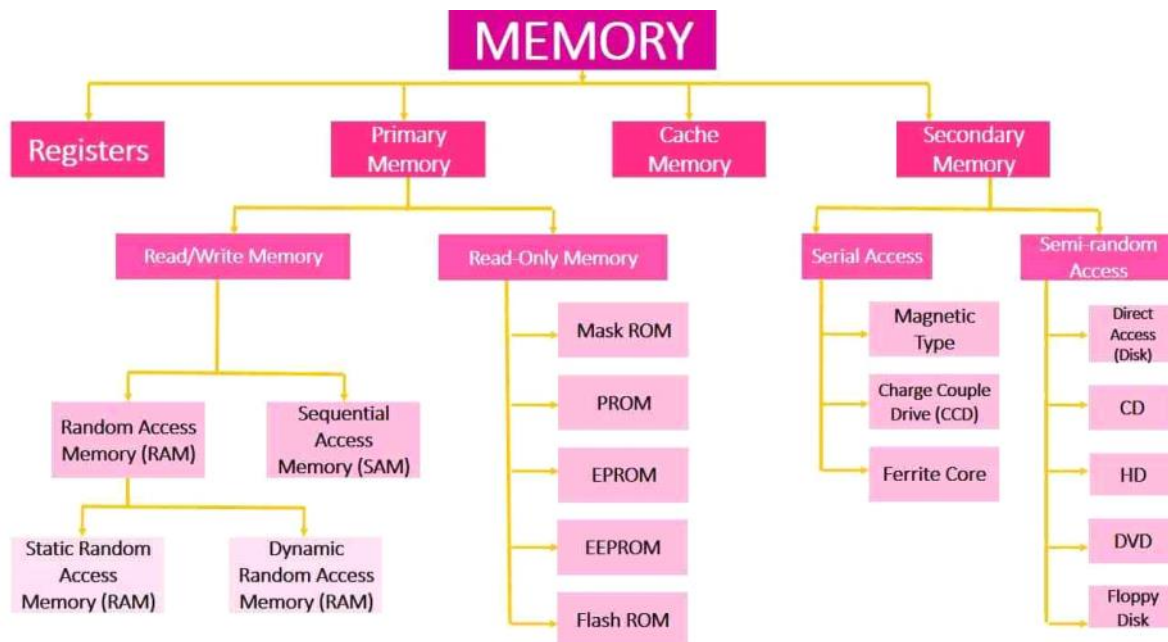 MEMORY
Registers
Primary
Memory
Cache
Memory
Secondary
Memory
Read/Write Memory
Read-Only Memory
Serial Access
Semi-random
Access
Mask ROM
PROM
EPROM
EEPROM
Flash ROM
Random Access
Memory (RAM)
Sequential
Access
Memory (SAM)
Static Random
Access
Memory (RAM)
Dynamic
Random Access
Memory (RAM)
Magnetic
Type
Charge Couple
Drive (CCD)
Ferrite Core
Direct
Access
(Disk)
CD
HD
DVD
Floppy
Disk